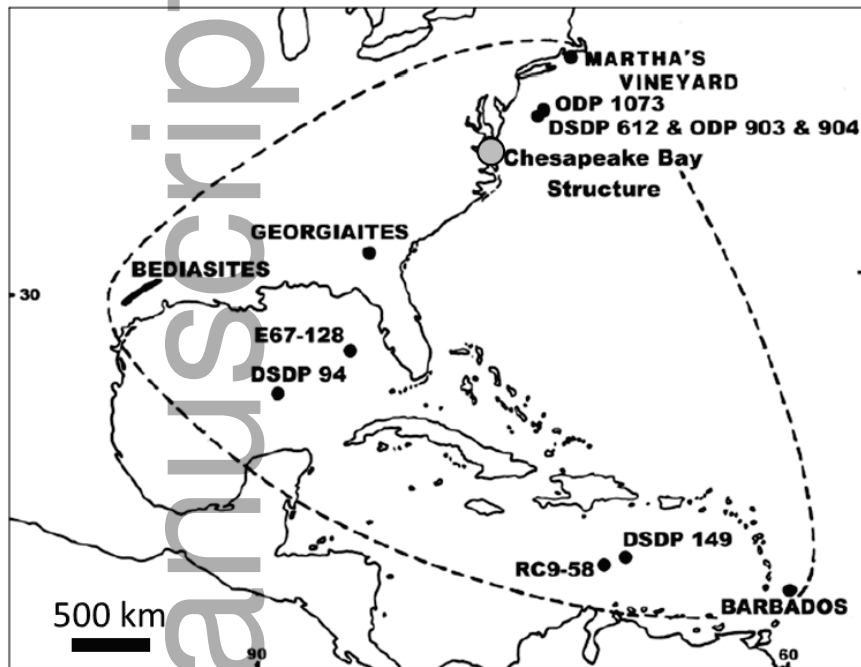 MARTHA'S
VINEYARD
ODP 1073
DSDP 612 & ODP 903 & 904
Chesapeake Bay
Structure
GEORGIAITES
BEDIASITES
30
E67-128
DSDP 94
DSDP 149
RC9-58
BARBADOS
500 km
90
60
anuscrip